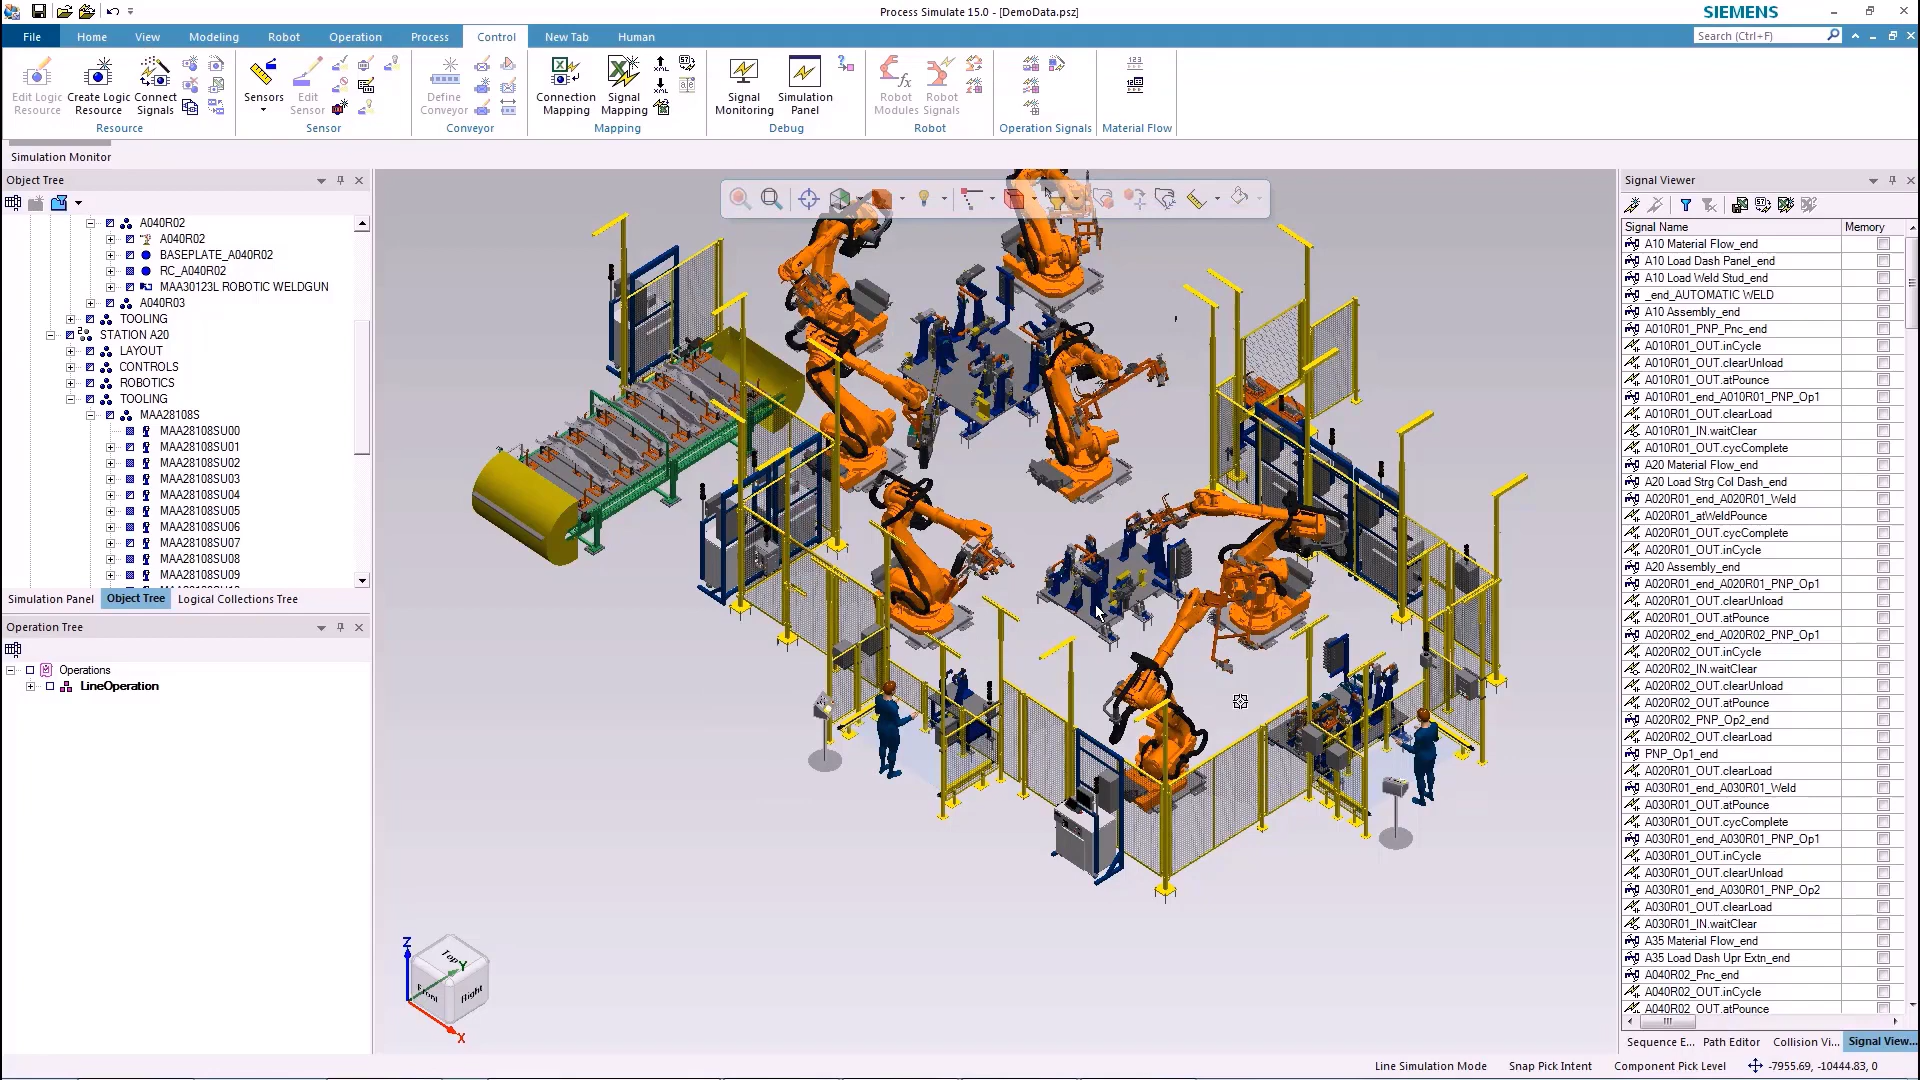 Process Simulate 15.0 - [DemoData.psz]
SIEMENS
File Home View Modeling Robot Operation Process Control New Tab Human
Search (Ctrl+F)
Edit Logic Resource
Create Logic Resource
Connect Signals
Sensors
Edit Sensor
Define Conveyor
Connection Mapping
Signal Mapping
Signal Monitoring
Simulation Panel
Robot Modules
Robot Signals
Resource Sensor Conveyor Mapping Debug Robot Operation Signals Material Flow
Simulation Monitor
Object Tree
A040R02
A040R02
BASEPLATE_A040R02
RC_A040R02
MAA30123L ROBOTIC WELDGUN
A040R03
TOOLING
STATION A20
LAYOUT
CONTROLS
ROBOTICS
TOOLING
MAA28108S
MAA28108SU00
MAA28108SU01
MAA28108SU02
MAA28108SU03
MAA28108SU04
MAA28108SU05
MAA28108SU06
MAA28108SU07
MAA28108SU08
MAA28108SU09
Simulation Panel Object Tree Logical Collections Tree
Operation Tree
Operations
LineOperation
Top
Front
Right
Z
Y
X
Signal Viewer
Signal Name Memory
A10 Material Flow_end
A10 Load Dash Panel_end
A10 Load Weld Stud_end
_end_AUTOMATIC WELD
A10 Assembly_end
A010R01_PNP_Pnc_end
A010R01_OUT.inCycle
A010R01_OUT.clearUnload
A010R01_OUT.atPounce
A010R01_end_A010R01_PNP_Op1
A010R01_OUT.clearLoad
A010R01_IN.waitClear
A010R01_OUT.cycComplete
A20 Material Flow_end
A20 Load Strg Col Dash_end
A020R01_end_A020R01_Weld
A020R01_atWeldPounce
A020R01_OUT.cycComplete
A020R01_OUT.inCycle
A20 Assembly_end
A020R01_end_A020R01_PNP_Op1
A020R01_OUT.clearUnload
A020R01_OUT.atPounce
A020R02_end_A020R02_PNP_Op1
A020R02_OUT.inCycle
A020R02_IN.waitClear
A020R02_OUT.clearUnload
A020R02_OUT.atPounce
A020R02_PNP_Op2_end
A020R02_OUT.clearLoad
PNP_Op1_end
A020R01_OUT.clearLoad
A030R01_end_A030R01_Weld
A030R01_OUT.atPounce
A030R01_OUT.cycComplete
A030R01_end_A030R01_PNP_Op1
A030R01_OUT.inCycle
A030R01_OUT.clearUnload
A030R01_end_A030R01_PNP_Op2
A030R01_OUT.clearLoad
A030R01_IN.waitClear
A35 Material Flow_end
A35 Load Dash Upr Extn_end
A040R02_Pnc_end
A040R02_OUT.inCycle
A040R02_OUT.atPounce
Sequence E... Path Editor Collision Vi... Signal View...
Line Simulation Mode Snap Pick Intent Component Pick Level -7955.69, -10444.83, 0